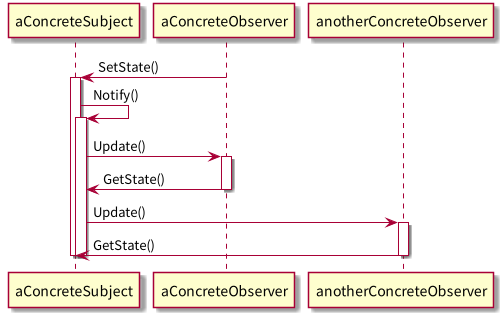 aConcreteSubject aConcreteObserver anotherConcreteObserver
SetState()
Notify()
Update()
GetState()
Update()
GetState()
aConcreteSubject aConcreteObserver anotherConcreteObserver